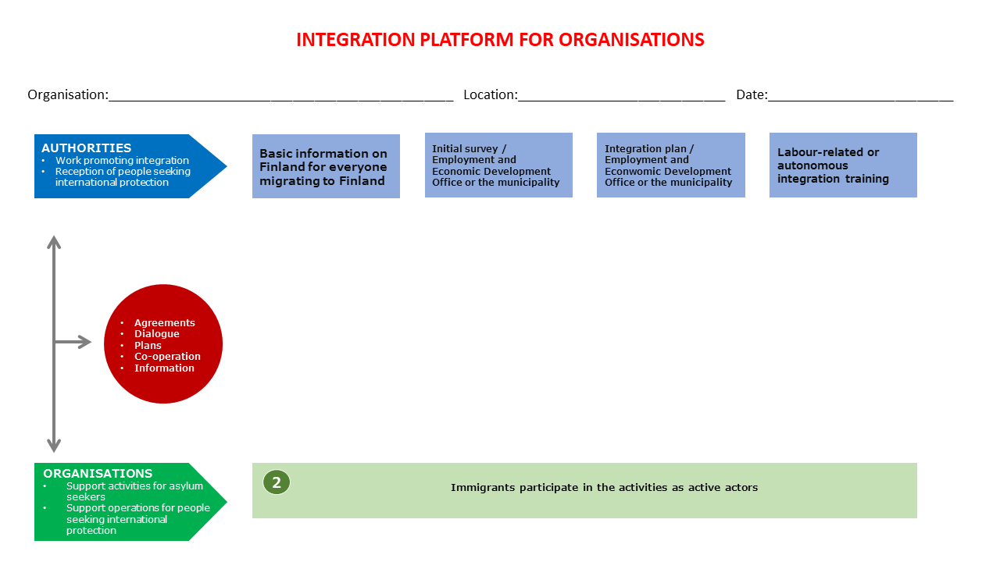 INTEGRATION PLATFORM FOR ORGANISATIONS
Organisation:____________________________________________ Location:___________________________ Date:________________________
AUTHORITIES
• Work promoting integration
• Reception of people seeking
international protection
Basic information on
Finland for everyone
migrating to Finland
Initial survey /
Employment and
Economic Development
Office or the municipality
Integration plan /
Employment and
Econwomic Development
Office or the municipality
Labour-related or
autonomous
integration training
• Agreements
• Dialogue
• Plans
• Co-operation
• Information
ORGANISATIONS
• Support activities for asylum
seekers
• Support operations for people
seeking international
protection
2
Immigrants participate in the activities as active actors